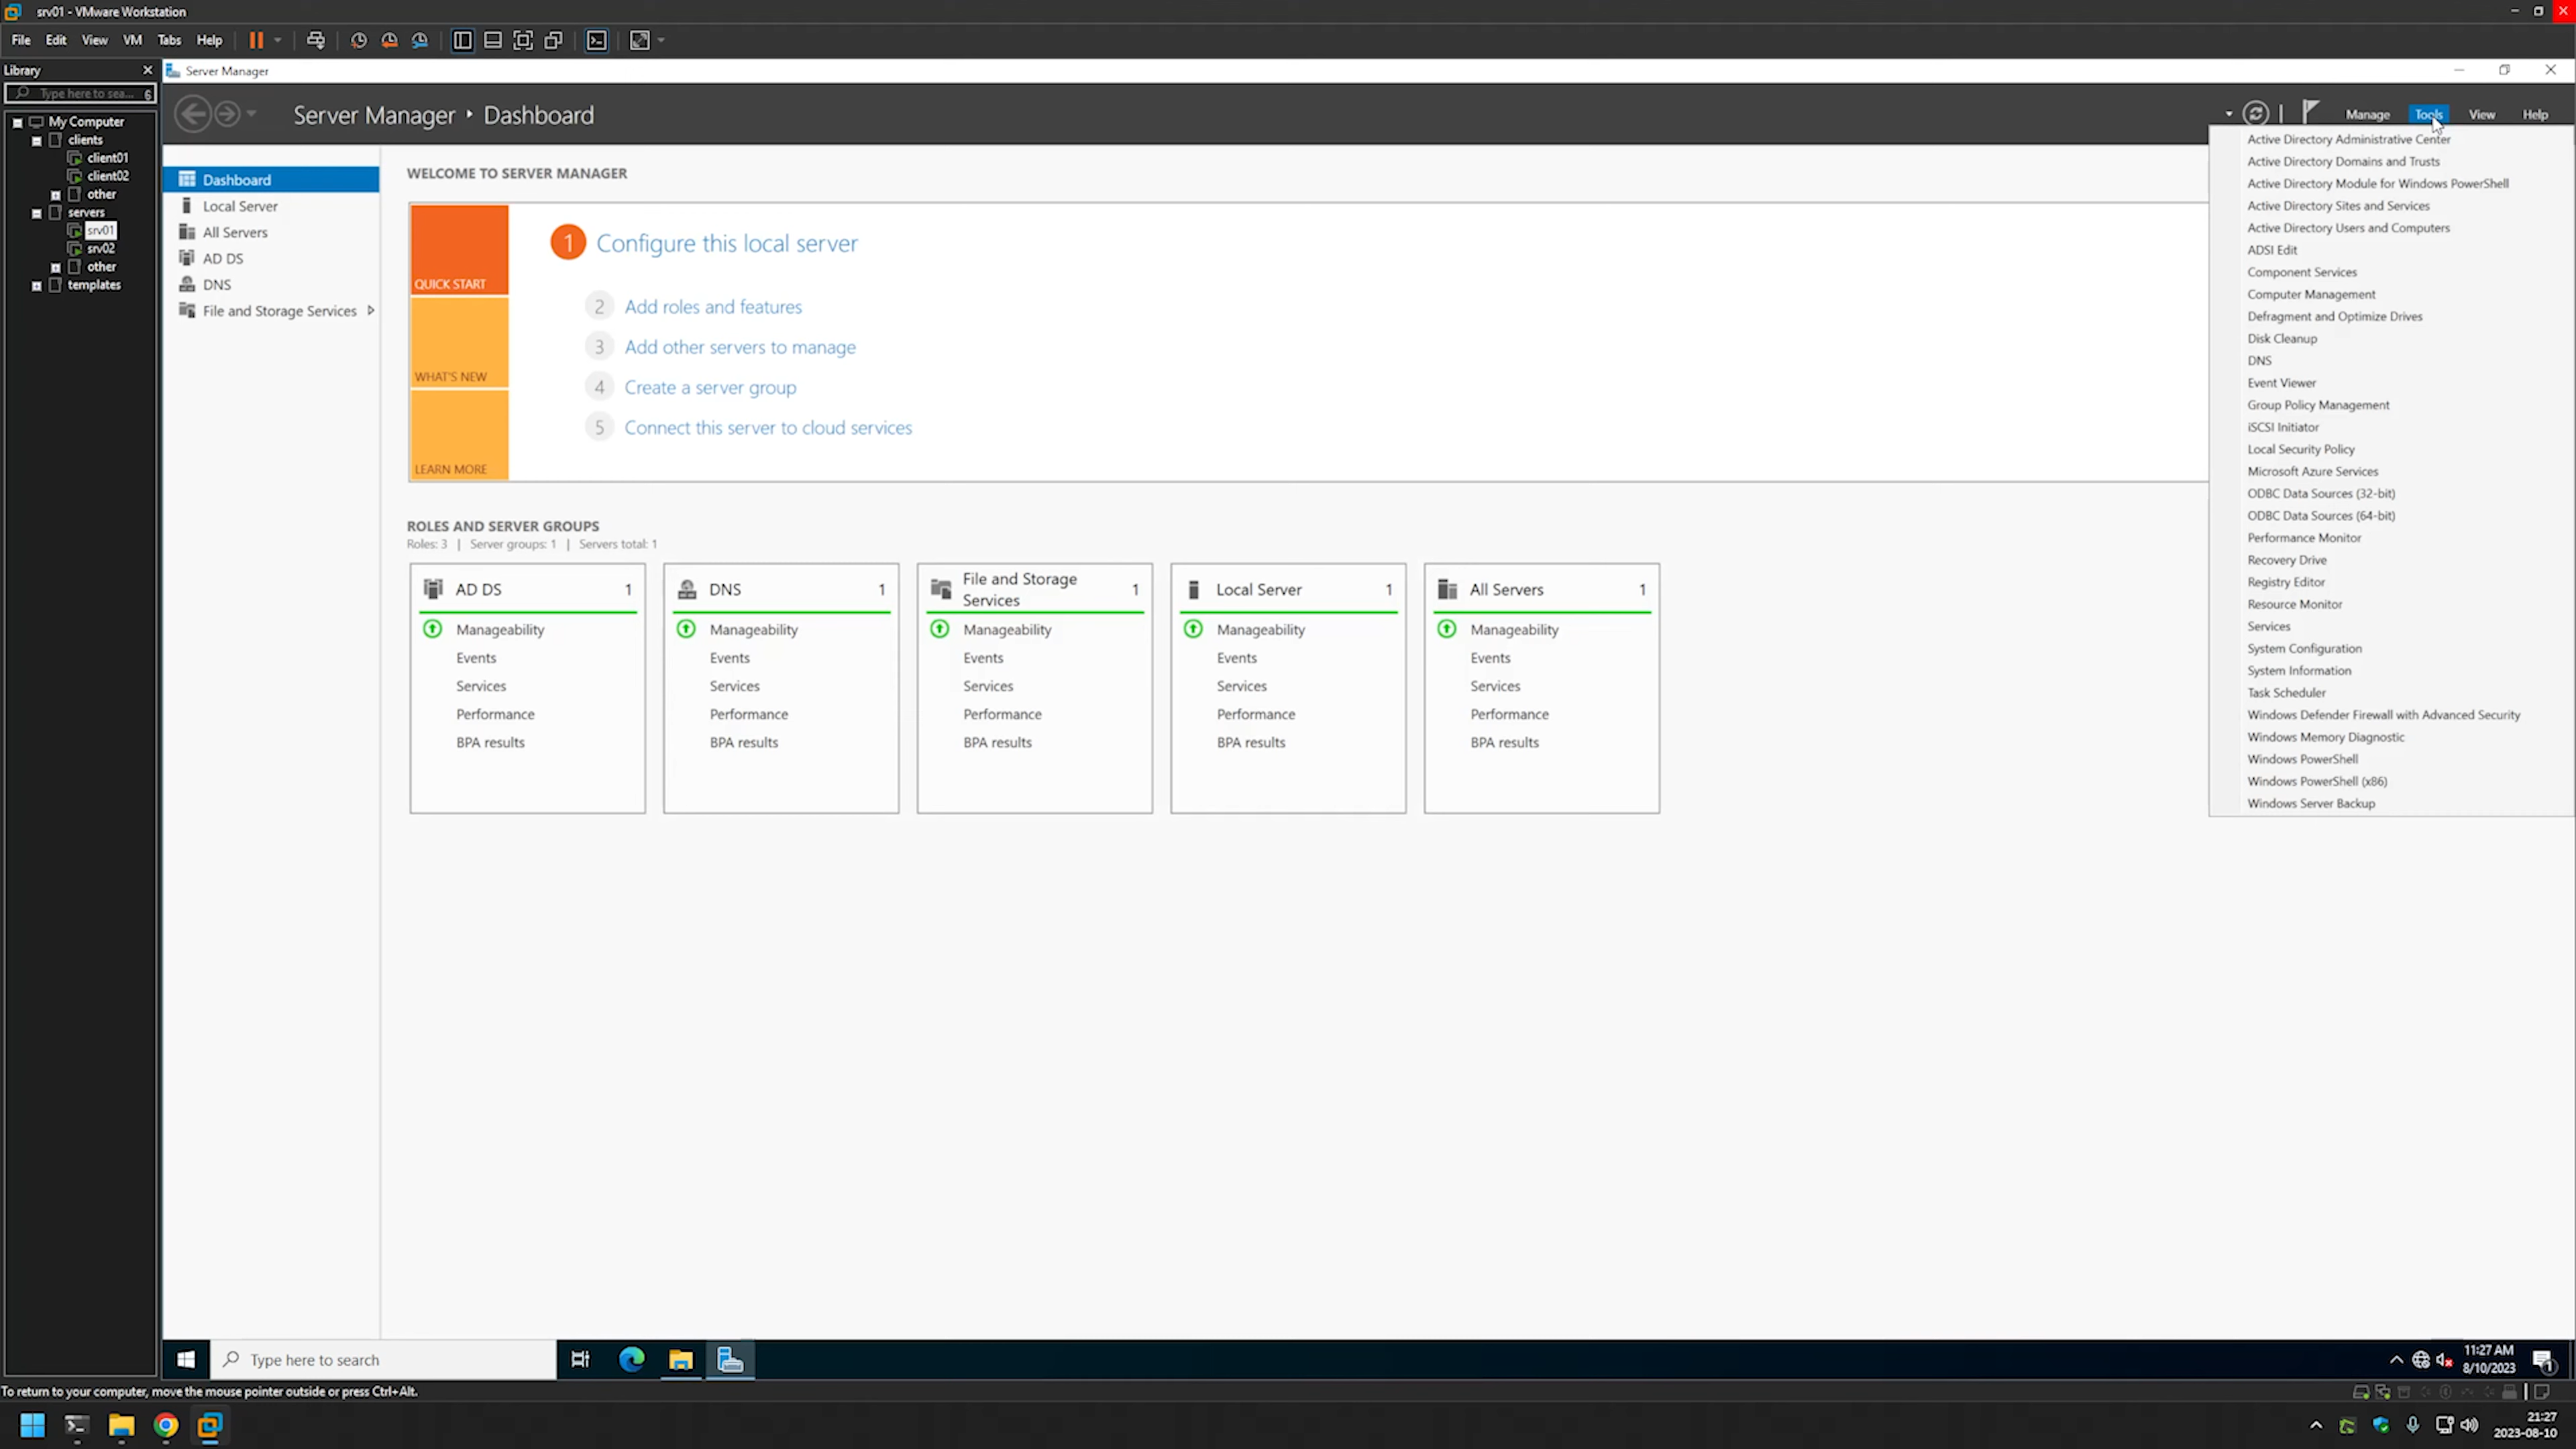 srv01 - VMware Workstation
File Edit View VM Tabs Help
Library
Type here to sea... 6
My Computer
clients
client01
client02
other
servers
srv01
srv02
other
templates
Server Manager
Server Manager Dashboard
Manage Tools View Help
Dashboard
Local Server
All Servers
AD DS
DNS
File and Storage Services
WELCOME TO SERVER MANAGER
QUICK START
WHAT'S NEW
LEARN MORE
1 Configure this local server
2 Add roles and features
3 Add other servers to manage
4 Create a server group
5 Connect this server to cloud services
ROLES AND SERVER GROUPS
Roles: 3 | Server groups: 1 | Servers total: 1
AD DS 1
Manageability
Events
Services
Performance
BPA results
DNS 1
Manageability
Events
Services
Performance
BPA results
File and Storage
Services 1
Manageability
Events
Services
Performance
BPA results
Local Server 1
Manageability
Events
Services
Performance
BPA results
All Servers 1
Manageability
Events
Services
Performance
BPA results
Active Directory Administrative Center
Active Directory Domains and Trusts
Active Directory Module for Windows PowerShell
Active Directory Sites and Services
Active Directory Users and Computers
ADSI Edit
Component Services
Computer Management
Defragment and Optimize Drives
Disk Cleanup
DNS
Event Viewer
Group Policy Management
iSCSI Initiator
Local Security Policy
Microsoft Azure Services
ODBC Data Sources (32-bit)
ODBC Data Sources (64-bit)
Performance Monitor
Recovery Drive
Registry Editor
Resource Monitor
Services
System Configuration
System Information
Task Scheduler
Windows Defender Firewall with Advanced Security
Windows Memory Diagnostic
Windows PowerShell
Windows PowerShell (x86)
Windows Server Backup
Type here to search
11:27 AM
8/10/2023
1
To return to your computer, move the mouse pointer outside or press Ctrl+Alt.
21:27
2023-08-10